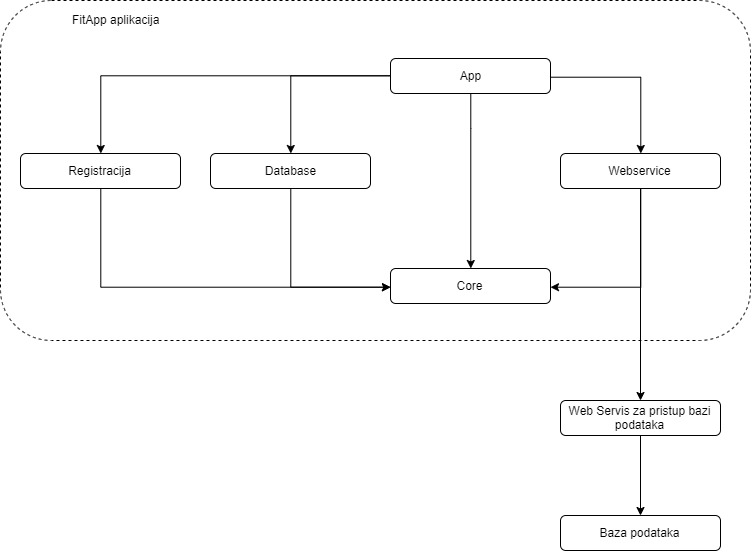 FitApp aplikacija
App
Registracija
Database
Webservice
Core
Web Servis za pristup bazi
podataka
Baza podataka